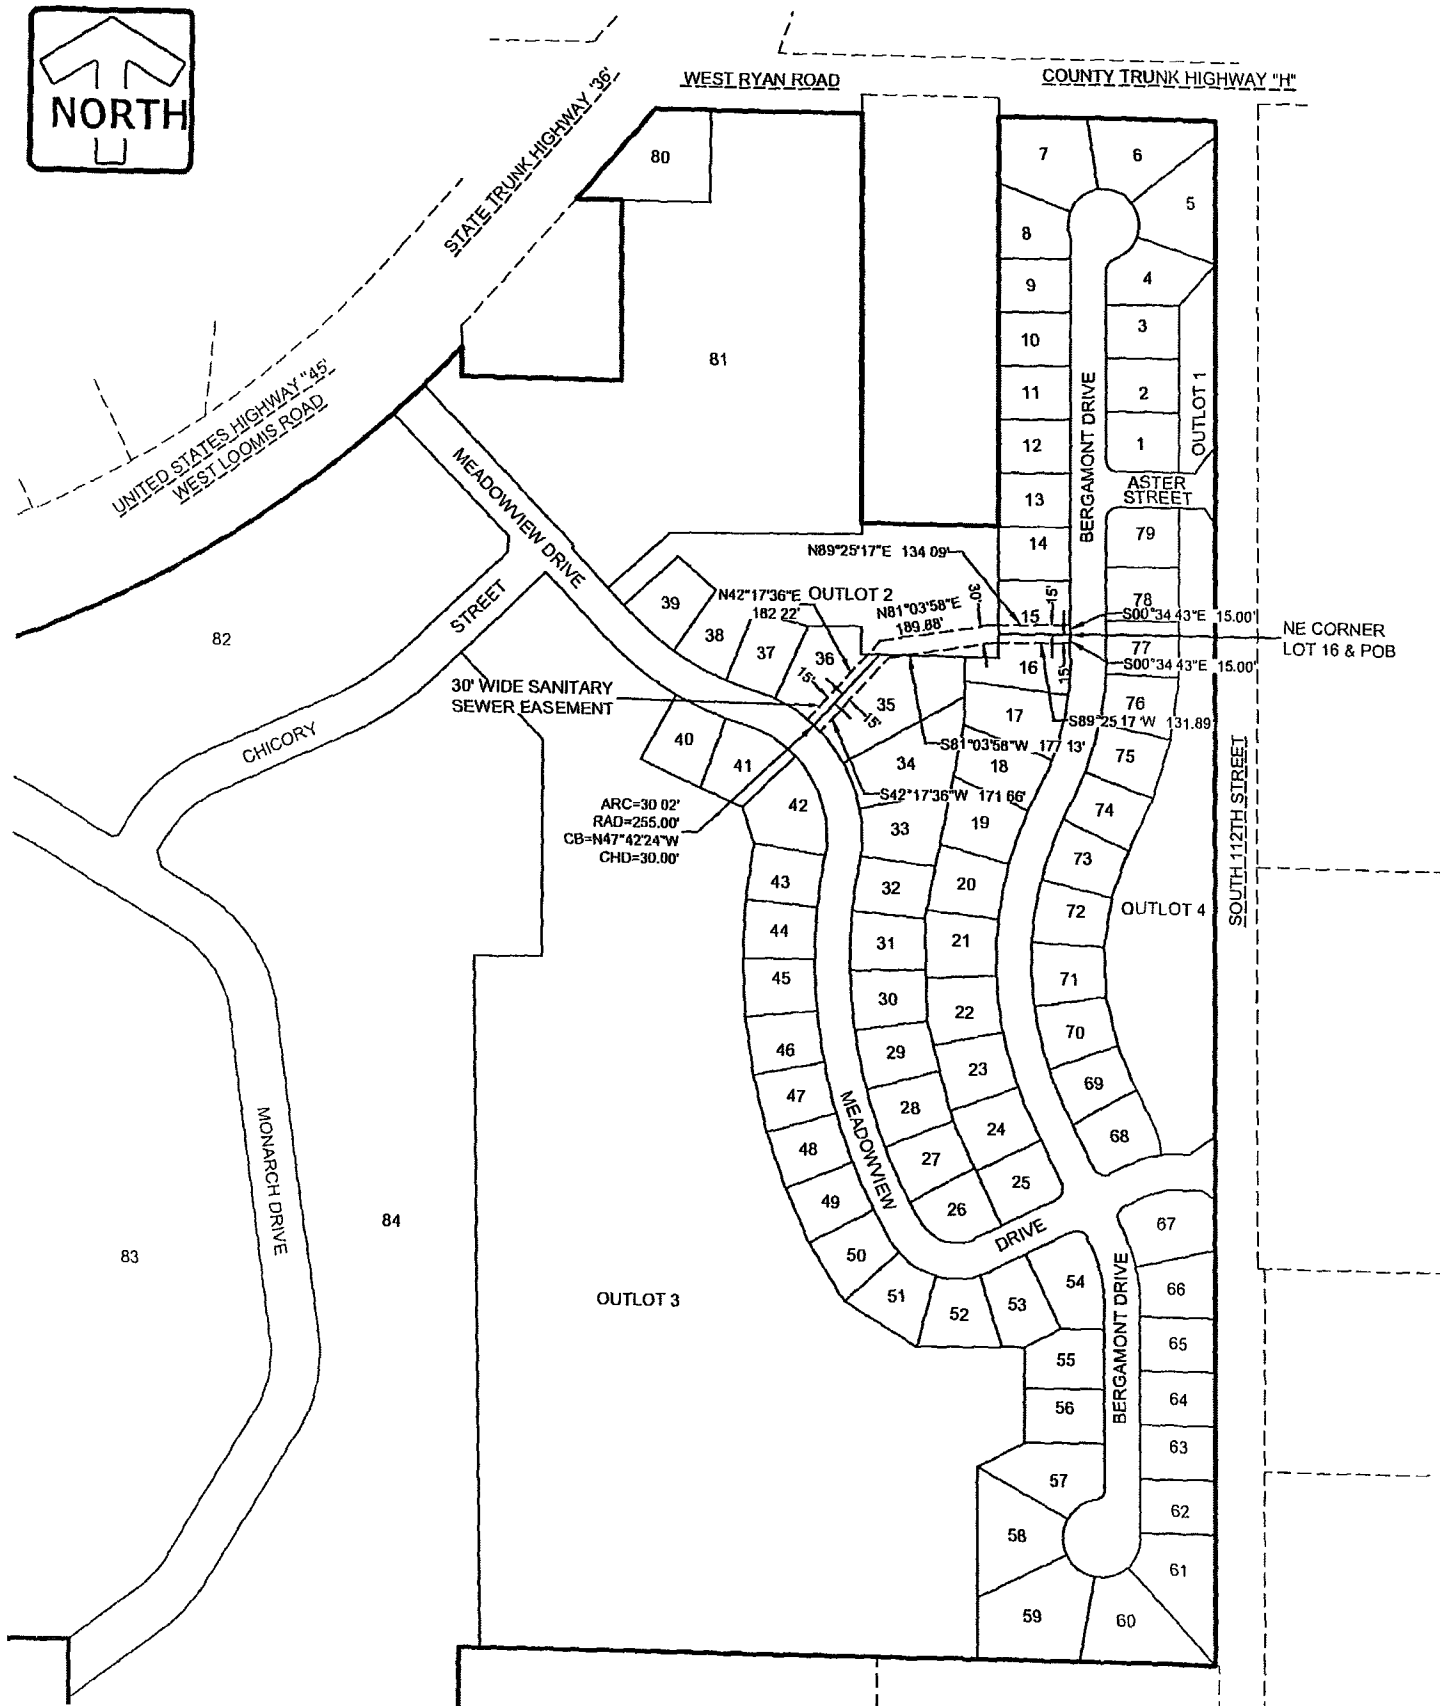 NORTH
WEST RYAN ROAD
COUNTY TRUNK HIGHWAY "H"
STATE TRUNK HIGHWAY "36"
80
7
6
5
8
4
9
3
10
81
11
2
12
1
OUTLOT 1
BERGAMONT DRIVE
UNITED STATES HIGHWAY "45"
WEST LOOMIS ROAD
MEADOWVIEW DRIVE
13
ASTER
STREET
14
79
N89°25'17"E 134 09'
39
N42°17'36"E
182 22'
OUTLOT 2
N81°03'58"E
189.88'
30'
15
15'
78
S00°34 43"E 15.00'
NE CORNER
LOT 16 & POB
82
STREET
38
37
36
77
S00°34 43"E 15.00'
16
15'
30' WIDE SANITARY
SEWER EASEMENT
15'
15'
35
17
76
S89°25 17 "W 131.89
CHICORY
40
41
34
S81°03'58"W 177 13'
18
75
42
S42°17'36"W 171 66'
ARC=30 02'
RAD=255.00'
CB=N47°42'24"W
CHD=30.00'
33
19
74
SOUTH 112TH STREET
43
32
20
73
44
31
21
72
OUTLOT 4
45
30
22
71
46
29
23
70
47
28
24
69
MEADOWVIEW
48
27
25
68
MONARCH DRIVE
49
26
DRIVE
67
84
83
50
54
BERGAMONT DRIVE
66
OUTLOT 3
51
52
53
65
55
64
56
63
57
62
58
61
59
60